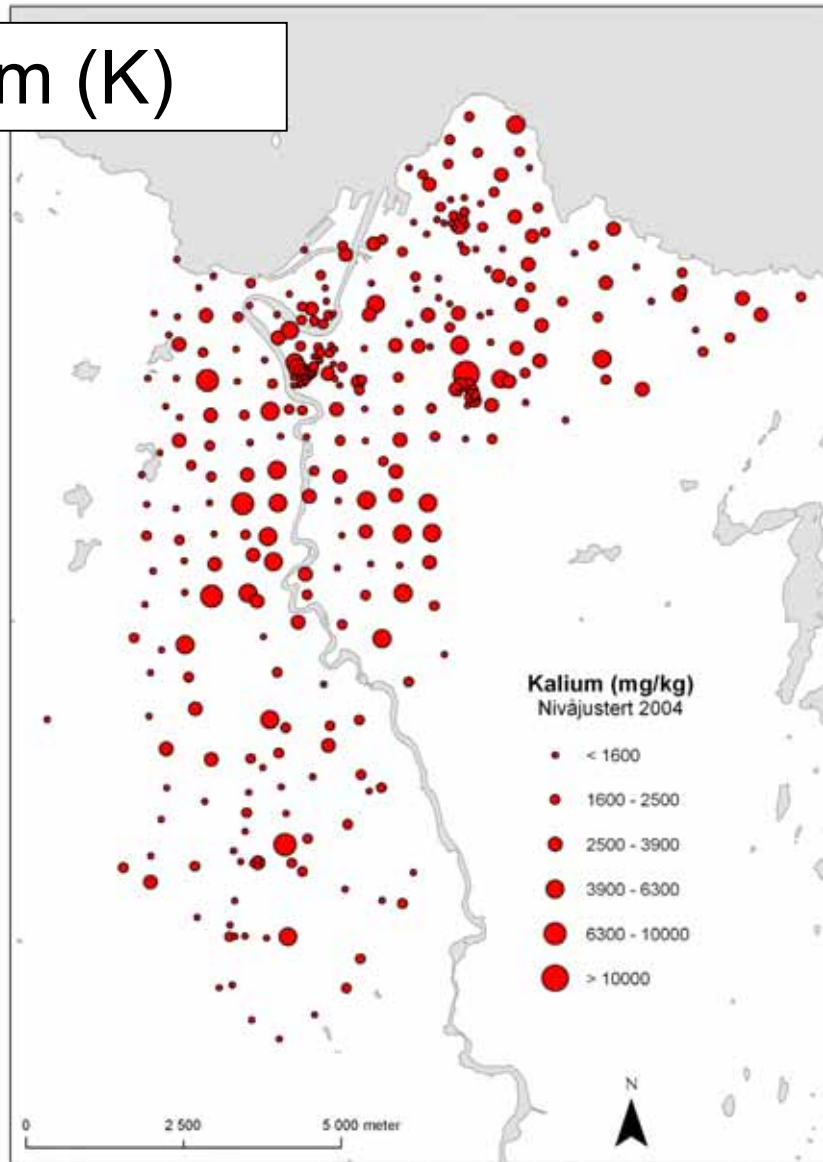 m (K)
Kalium (mg/kg)
Nivåjustert 2004
< 1600
1600 - 2500
2500 - 3900
3900 - 6300
6300 - 10000
> 10000
N
0 2 500 5 000 meter